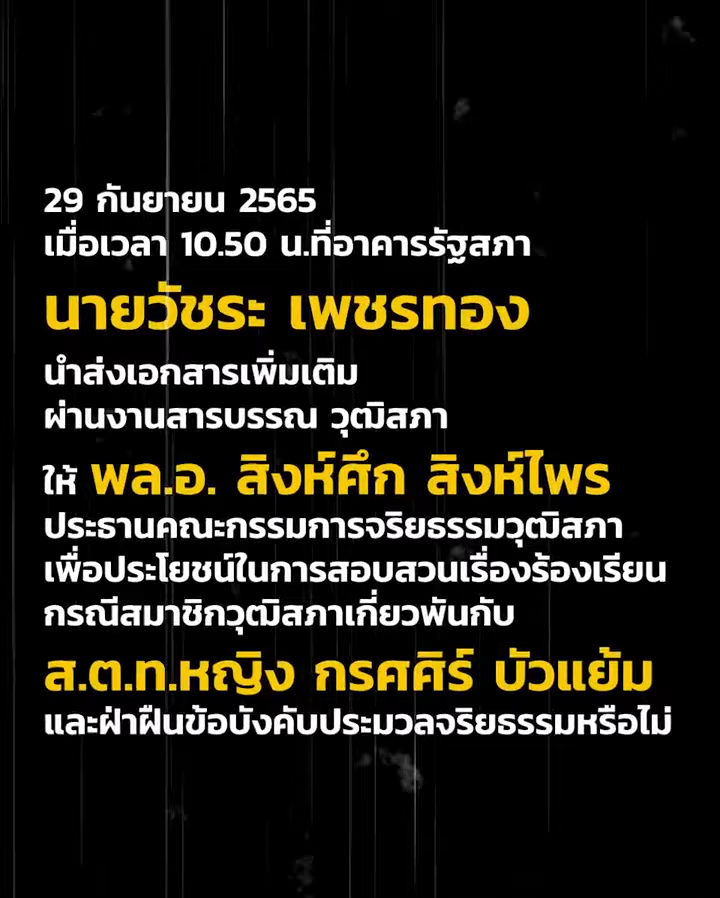 29 กันยายน 2565
เมื่อเวลา 10.50 น.ที่อาคารรัฐสภา
นายวัชระ เพชรทอง
นำส่งเอกสารเพิ่มเติม
ผ่านงานสารบรรณ วุฒิสภา
ให้ พล.อ. สิงห์ศึก สิงห์ไพร
ประธานคณะกรรมการจริยธรรมวุฒิสภา
เพื่อประโยชน์ในการสอบสวนเรื่องร้องเรียน
กรณีสมาชิกวุฒิสภาเกี่ยวพันกับ
ส.ต.ท.หญิง กรศศิร์ บัวแย้ม
และฝ่าฝืนข้อบังคับประมวลจริยธรรมหรือไม่